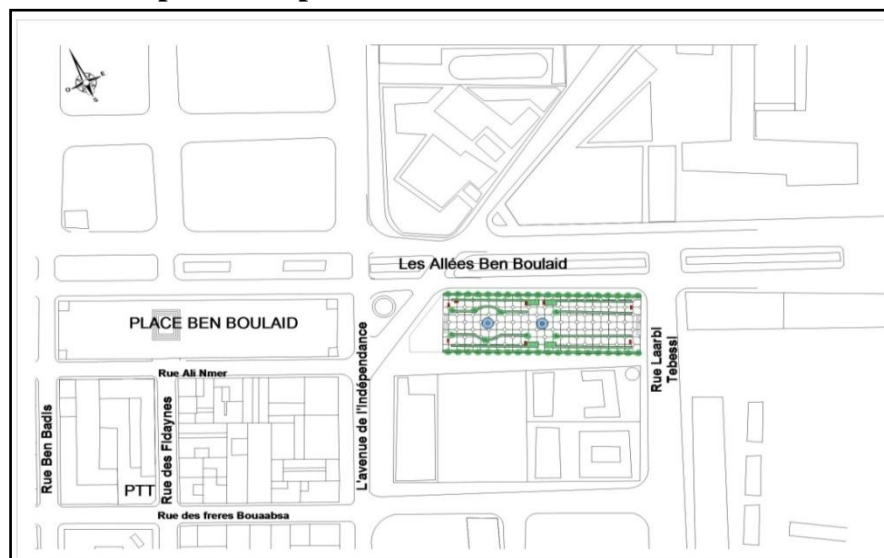 E
O
S
Les Allées Ben Boulaid
PLACE BEN BOULAID
Rue Ali Nmer
L'avenue de l'Indépendance
Rue Laarbi
Tebessi
Rue Ben Badis
Rue des Fidaynes
PTT
Rue des freres Bouaabsa